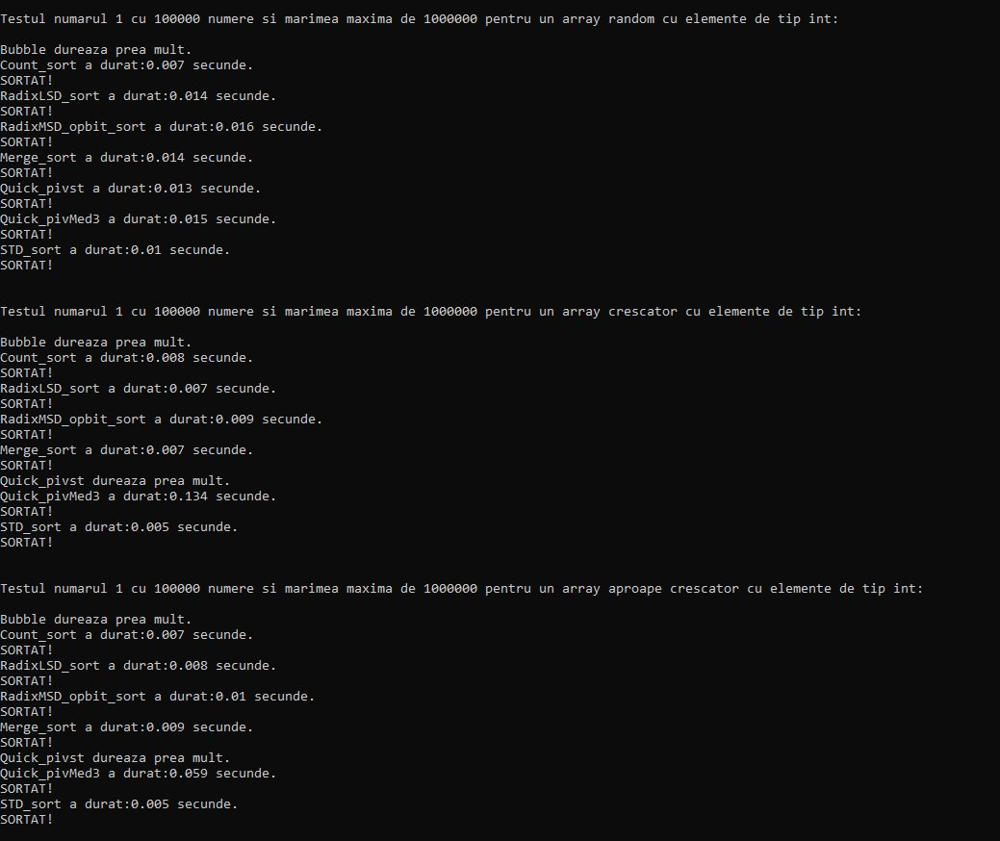 Testul numarul 1 cu 100000 numere si marimea maxima de 1000000 pentru un array random cu elemente de tip int:
Bubble dureaza prea mult.
Count_sort a durat:0.007 secunde.
SORTAT!
RadixLSD_sort a durat:0.014 secunde.
SORTAT!
RadixMSD_opbit_sort a durat:0.016 secunde.
SORTAT!
Merge_sort a durat:0.014 secunde.
SORTAT!
Quick_pivst a durat:0.013 secunde.
SORTAT!
Quick_pivMed3 a durat:0.015 secunde.
SORTAT!
STD_sort a durat:0.01 secunde.
SORTAT!
Testul numarul 1 cu 100000 numere si marimea maxima de 1000000 pentru un array crescator cu elemente de tip int:
Bubble dureaza prea mult.
Count_sort a durat:0.008 secunde.
SORTAT!
RadixLSD_sort a durat:0.007 secunde.
SORTAT!
RadixMSD_opbit_sort a durat:0.009 secunde.
SORTAT!
Merge_sort a durat:0.007 secunde.
SORTAT!
Quick_pivst dureaza prea mult.
Quick_pivMed3 a durat:0.134 secunde.
SORTAT!
STD_sort a durat:0.005 secunde.
SORTAT!
Testul numarul 1 cu 100000 numere si marimea maxima de 1000000 pentru un array aproape crescator cu elemente de tip int:
Bubble dureaza prea mult.
Count_sort a durat:0.007 secunde.
SORTAT!
RadixLSD_sort a durat:0.008 secunde.
SORTAT!
RadixMSD_opbit_sort a durat:0.01 secunde.
SORTAT!
Merge_sort a durat:0.009 secunde.
SORTAT!
Quick_pivst dureaza prea mult.
Quick_pivMed3 a durat:0.059 secunde.
SORTAT!
STD_sort a durat:0.005 secunde.
SORTAT!